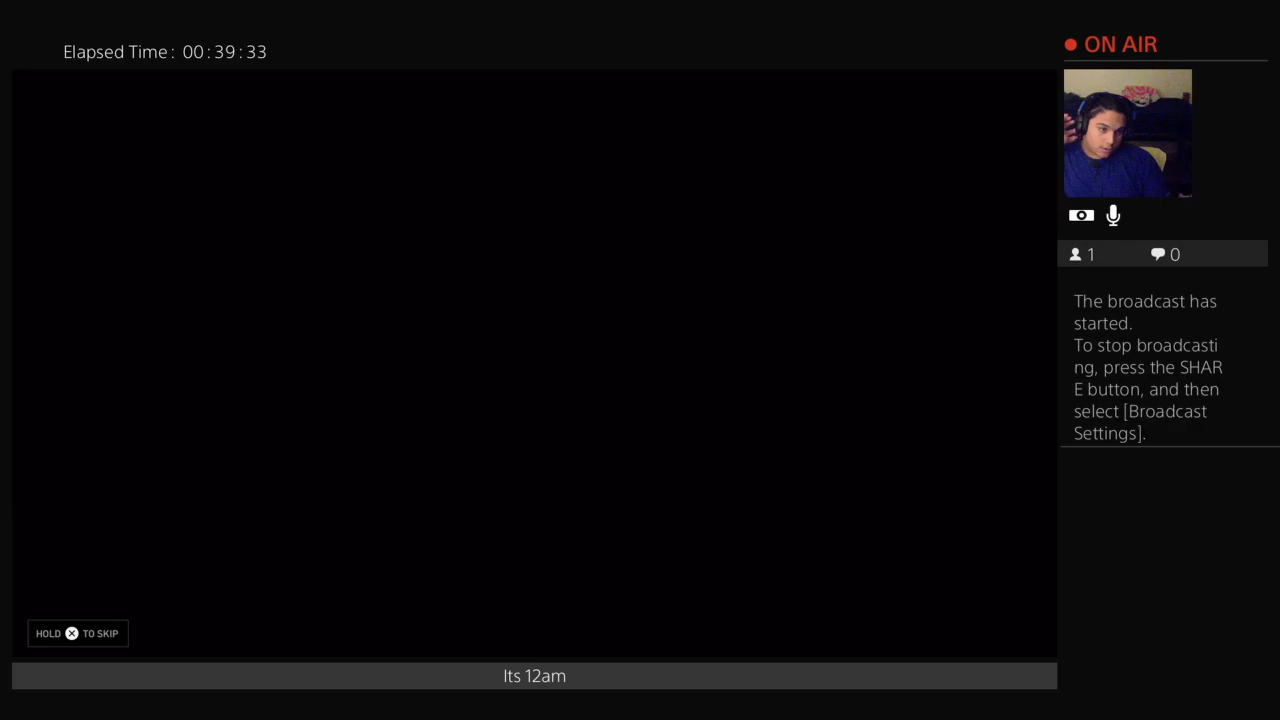 Elapsed Time: 00:39:33
ON AIR
1 0
The broadcast has
started.
To stop broadcasti
ng, press the SHAR
E button, and then
select [Broadcast
Settings].
HOLD X TO SKIP
Its 12am